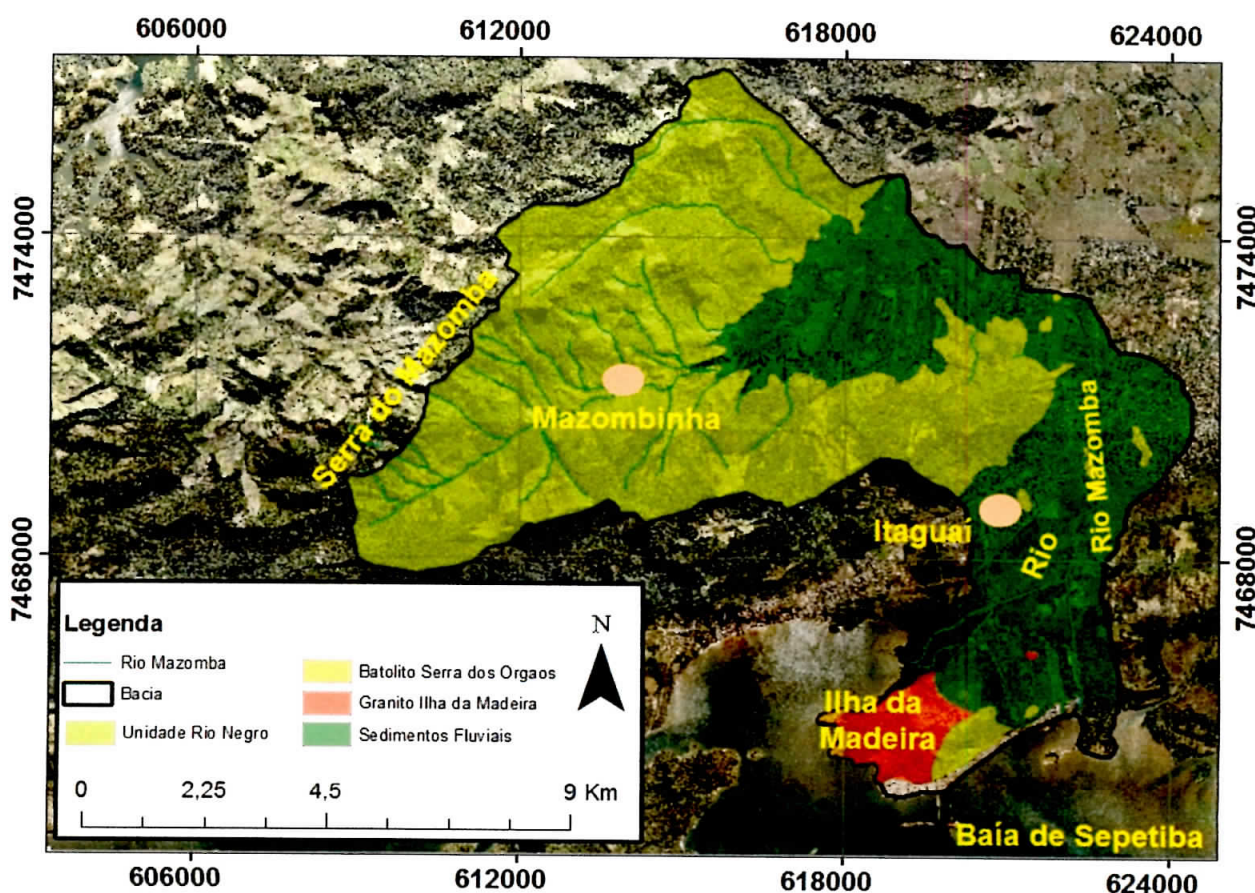 606000
612000
618000
624000
7474000
7474000
Serra do Mazomba
Mazombinha
Rio Mazomba
Itaguaí
Rio
7468000
7468000
Legenda
Rio Mazomba
Bacia
Unidade Rio Negro
Batolito Serra dos Orgaos
Granito Ilha da Madeira
Sedimentos Fluviais
N
0
2,25
4,5
9 Km
Ilha da
Madeira
Baía de Sepetiba
606000
612000
618000
624000